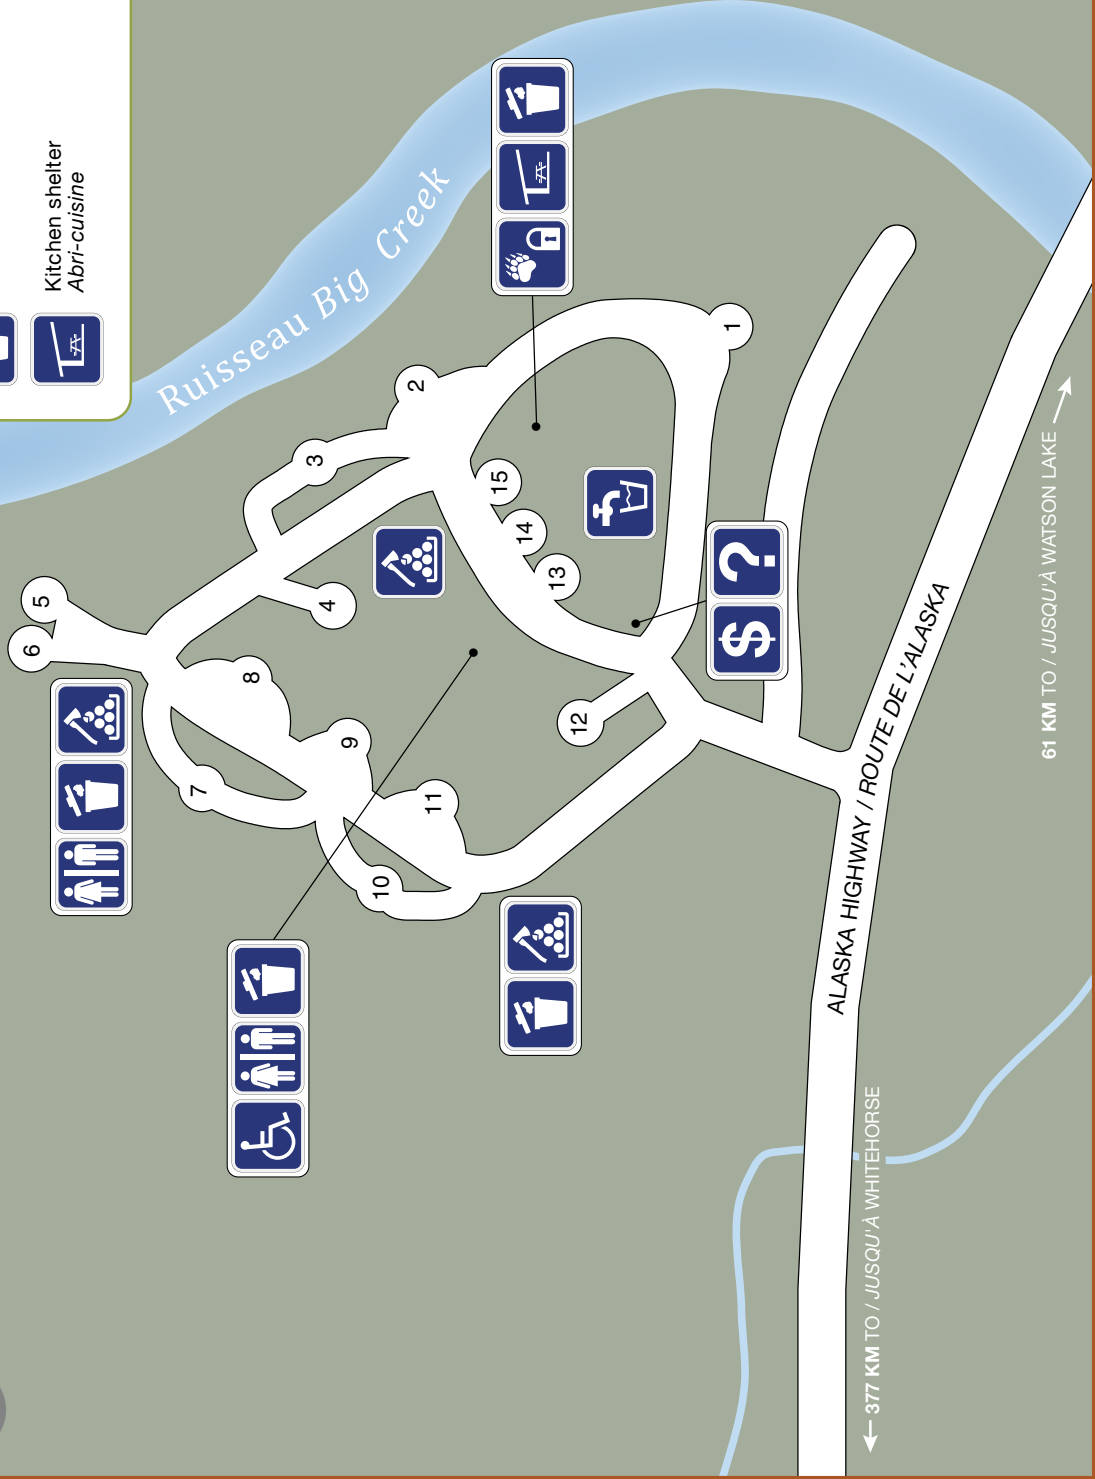 Kitchen shelter
Abri-cuisine
Ruisseau Big Creek
1
2
3
4
5
6
7
8
9
10
11
12
13
14
15
$ ?
ALASKA HIGHWAY / ROUTE DE L'ALASKA
61 KM TO / JUSQU'À WATSON LAKE
377 KM TO / JUSQU'À WHITEHORSE